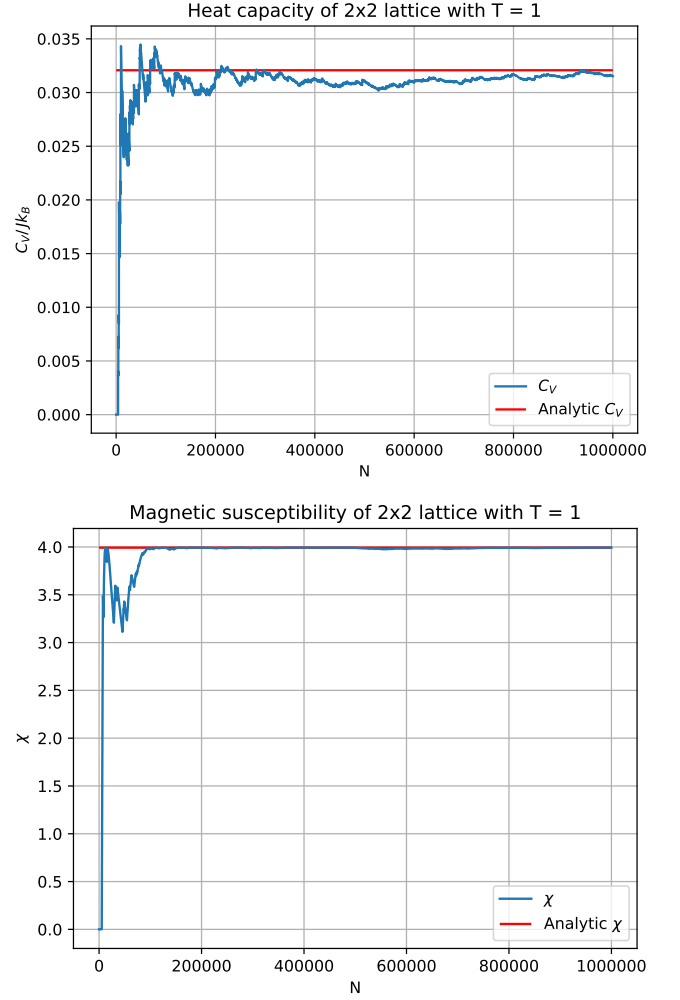 Heat capacity of 2x2 lattice with T = 1
0.035
0.030
0.025
0.020
0.015
0.010
0.005
0.000
C_V/Jk_B
C_V
Analytic C_V
0 200000 400000 600000 800000 1000000
N
Magnetic susceptibility of 2x2 lattice with T = 1
4.0
3.5
3.0
2.5
2.0
1.5
1.0
0.5
0.0
χ
χ
Analytic χ
0 200000 400000 600000 800000 1000000
N